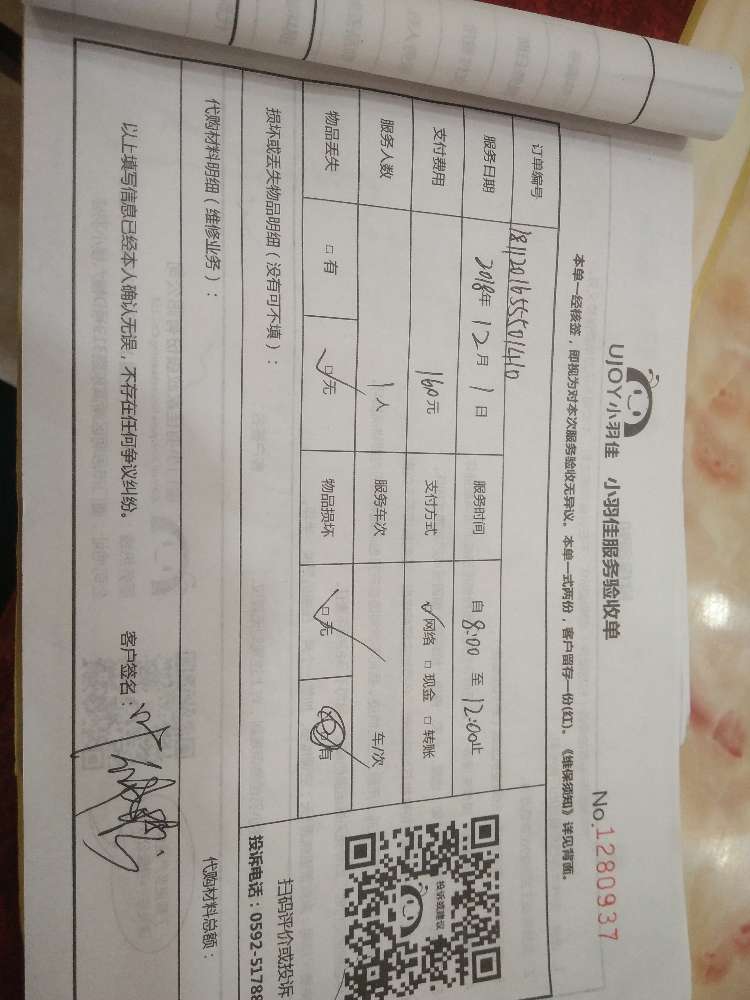 UJOY小羽佳 小羽佳服务验收单
No.1280937
本单一经核签，即视为对本次服务验收无异议。本单一式两份，客户留存一份(红)。《维保须知》详见背面。
订单编号 1811201655501410
服务日期 2018年12月1日 服务时间 自8:00至12:00止
支付费用 160元 支付方式 ☑网络 □现金 □转账
服务人数 1人 服务车次 / 车/次
物品丢失 □有 ☑无 物品损坏 ☑无 □有
投诉或建议
扫码评价或投诉
损坏或丢失物品明细（没有可不填）：
投诉电话：0592-51788
代购材料明细（维修业务）： 代购材料总额：
以上填写信息已经本人确认无误，不存在任何争议纠纷。 客户签名：